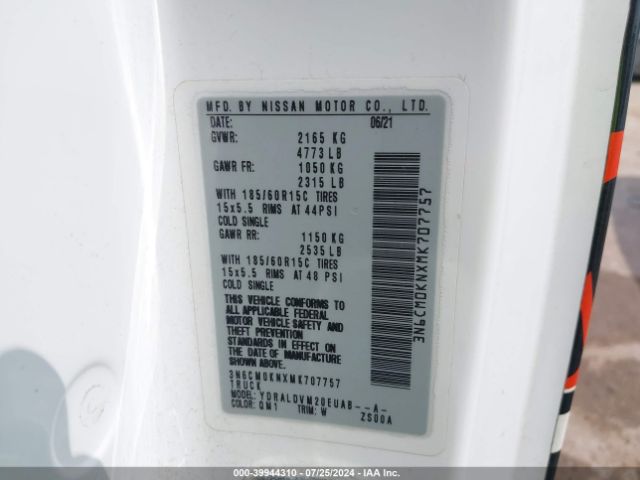 MFD. BY NISSAN MOTOR CO., LTD.
DATE: 06/21
GVWR: 2165 KG
4773 LB
GAWR FR: 1050 KG
2315 LB
WITH 185/60R15C TIRES
15x5.5 RIMS AT 44PSI
COLD SINGLE
GAWR RR: 1150 KG
2535 LB
WITH 185/60R15C TIRES
15x5.5 RIMS AT 48 PSI
COLD SINGLE
THIS VEHICLE CONFORMS TO
ALL APPLICABLE FEDERAL
MOTOR VEHICLE SAFETY AND
THEFT PREVENTION
STANDARDS IN EFFECT ON
THE DATE OF MANUFACTURE
SHOWN ABOVE.
3N6CM0KNXMK707757
TRUCK
MODEL: YDRALDVM20EUAB--A-
COLOR: QM1 TRIM: W ZS00A
3N6CM0KNXMK707757
000-39944310 - 07/25/2024 - IAAI.COM